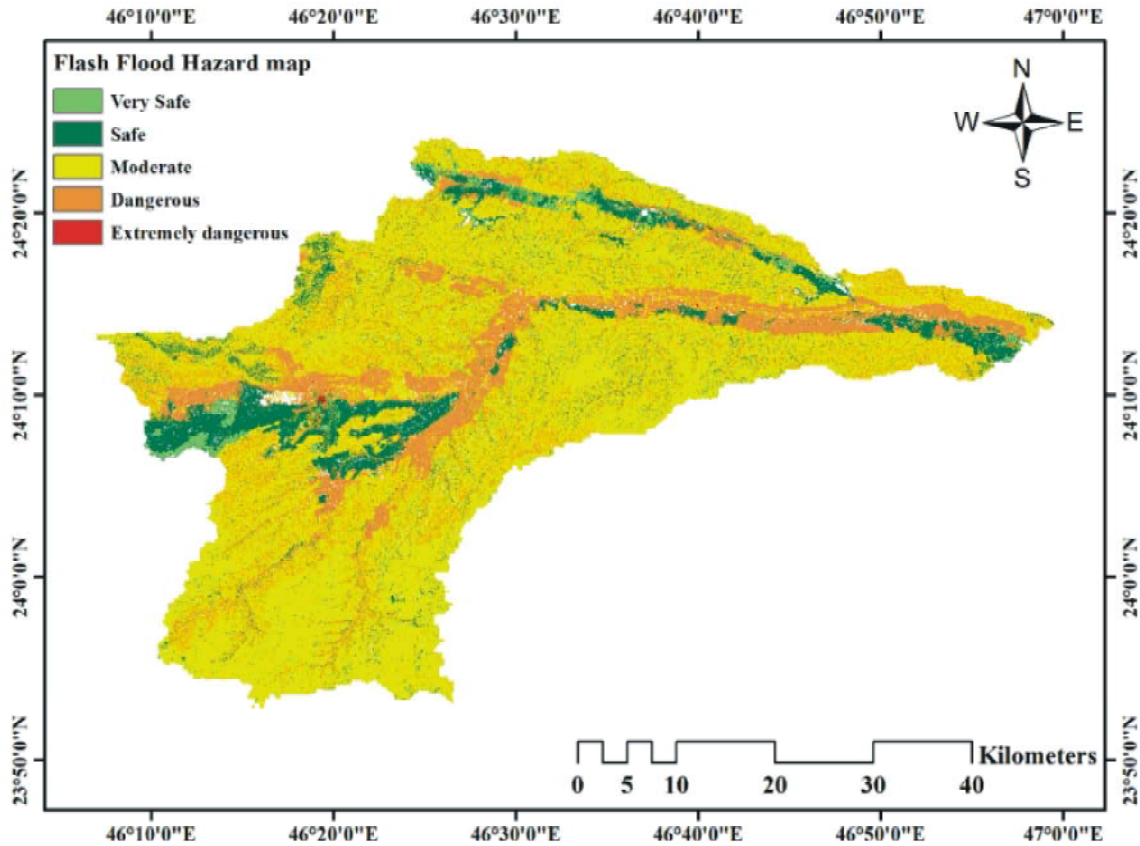 46°10'0"E 46°20'0"E 46°30'0"E 46°40'0"E 46°50'0"E 47°0'0"E
Flash Flood Hazard map
Very Safe
Safe
Moderate
Dangerous
Extremely dangerous
N
W E
S
24°20'0"N 24°20'0"N
24°10'0"N 24°10'0"N
24°0'0"N 24°0'0"N
23°50'0"N 23°50'0"N
Kilometers
0 5 10 20 30 40
46°10'0"E 46°20'0"E 46°30'0"E 46°40'0"E 46°50'0"E 47°0'0"E